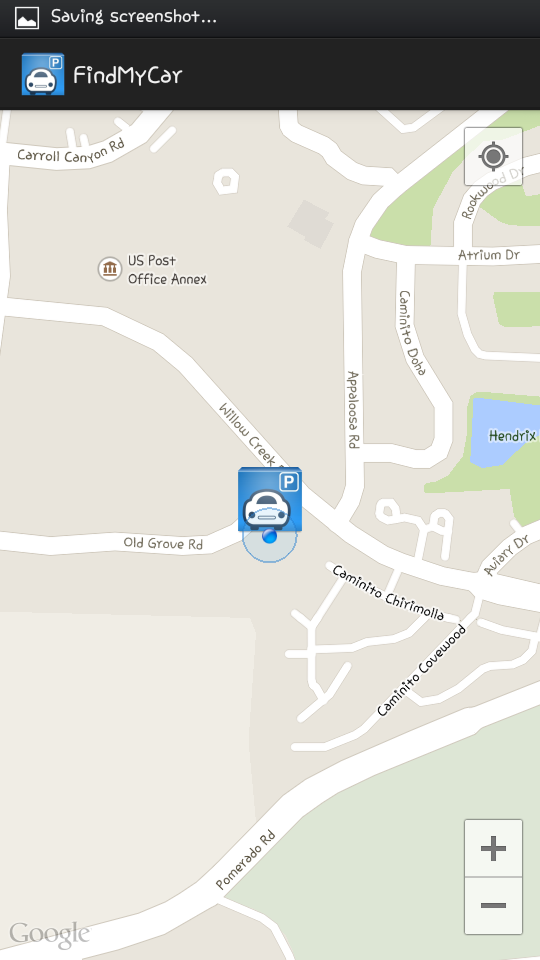 Saving screenshot...
FindMyCar
P
Carroll Canyon Rd
Rookwood Dr
Atrium Dr
US Post
Office Annex
Caminito Doha
Appaloosa Rd
Willow Creek
Hendrix
P
Old Grove Rd
Aviary Dr
Caminito Chirimolla
Caminito Covewood
Pomerado Rd
Google